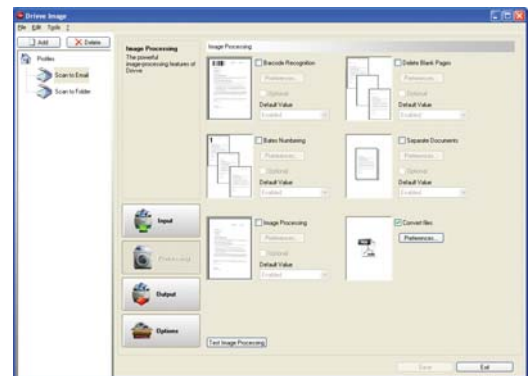 Drivve Image
File Edit Tools ?
Add Delete
Profiles
Scan to Email
Scan to Folder
Image Processing
The powerful
image-processing features of
Drivve.
Input
Processing
Output
Options
Image Processing
Barcode Recognition
Preferences...
Optional
Default Value
Enabled
Delete Blank Pages
Preferences...
Optional
Default Value
Enabled
Bates Numbering
Preferences...
Optional
Default Value
Enabled
Separate Documents
Preferences...
Optional
Default Value
Enabled
Image Processing
Preferences...
Optional
Default Value
Enabled
Convert files
Preferences...
Test Image Processing
Save Exit